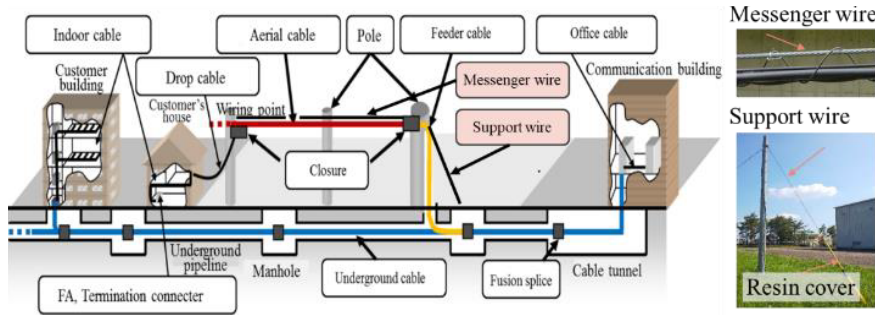 Indoor cable
Aerial cable
Pole
Feeder cable
Office cable
Customer
building
Drop cable
Customer's
house
Wiring point
Messenger wire
Communication building
Support wire
Closure
Underground
pipeline
Manhole
Underground cable
Fusion splice
Cable tunnel
FA, Termination connecter
Messenger wire
Support wire
Resin cover